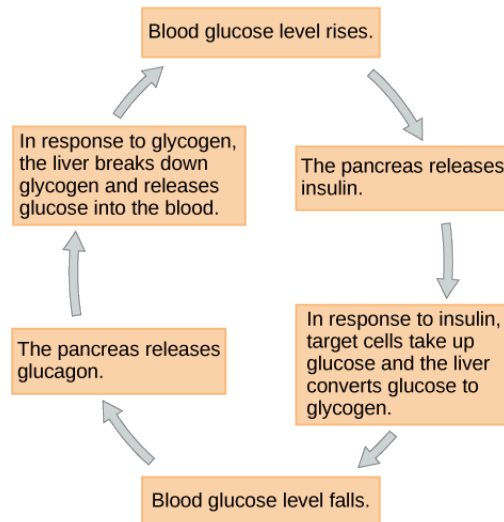 Blood glucose level rises.
The pancreas releases
insulin.
In response to insulin,
target cells take up
glucose and the liver
converts glucose to
glycogen.
Blood glucose level falls.
The pancreas releases
glucagon.
In response to glycogen,
the liver breaks down
glycogen and releases
glucose into the blood.